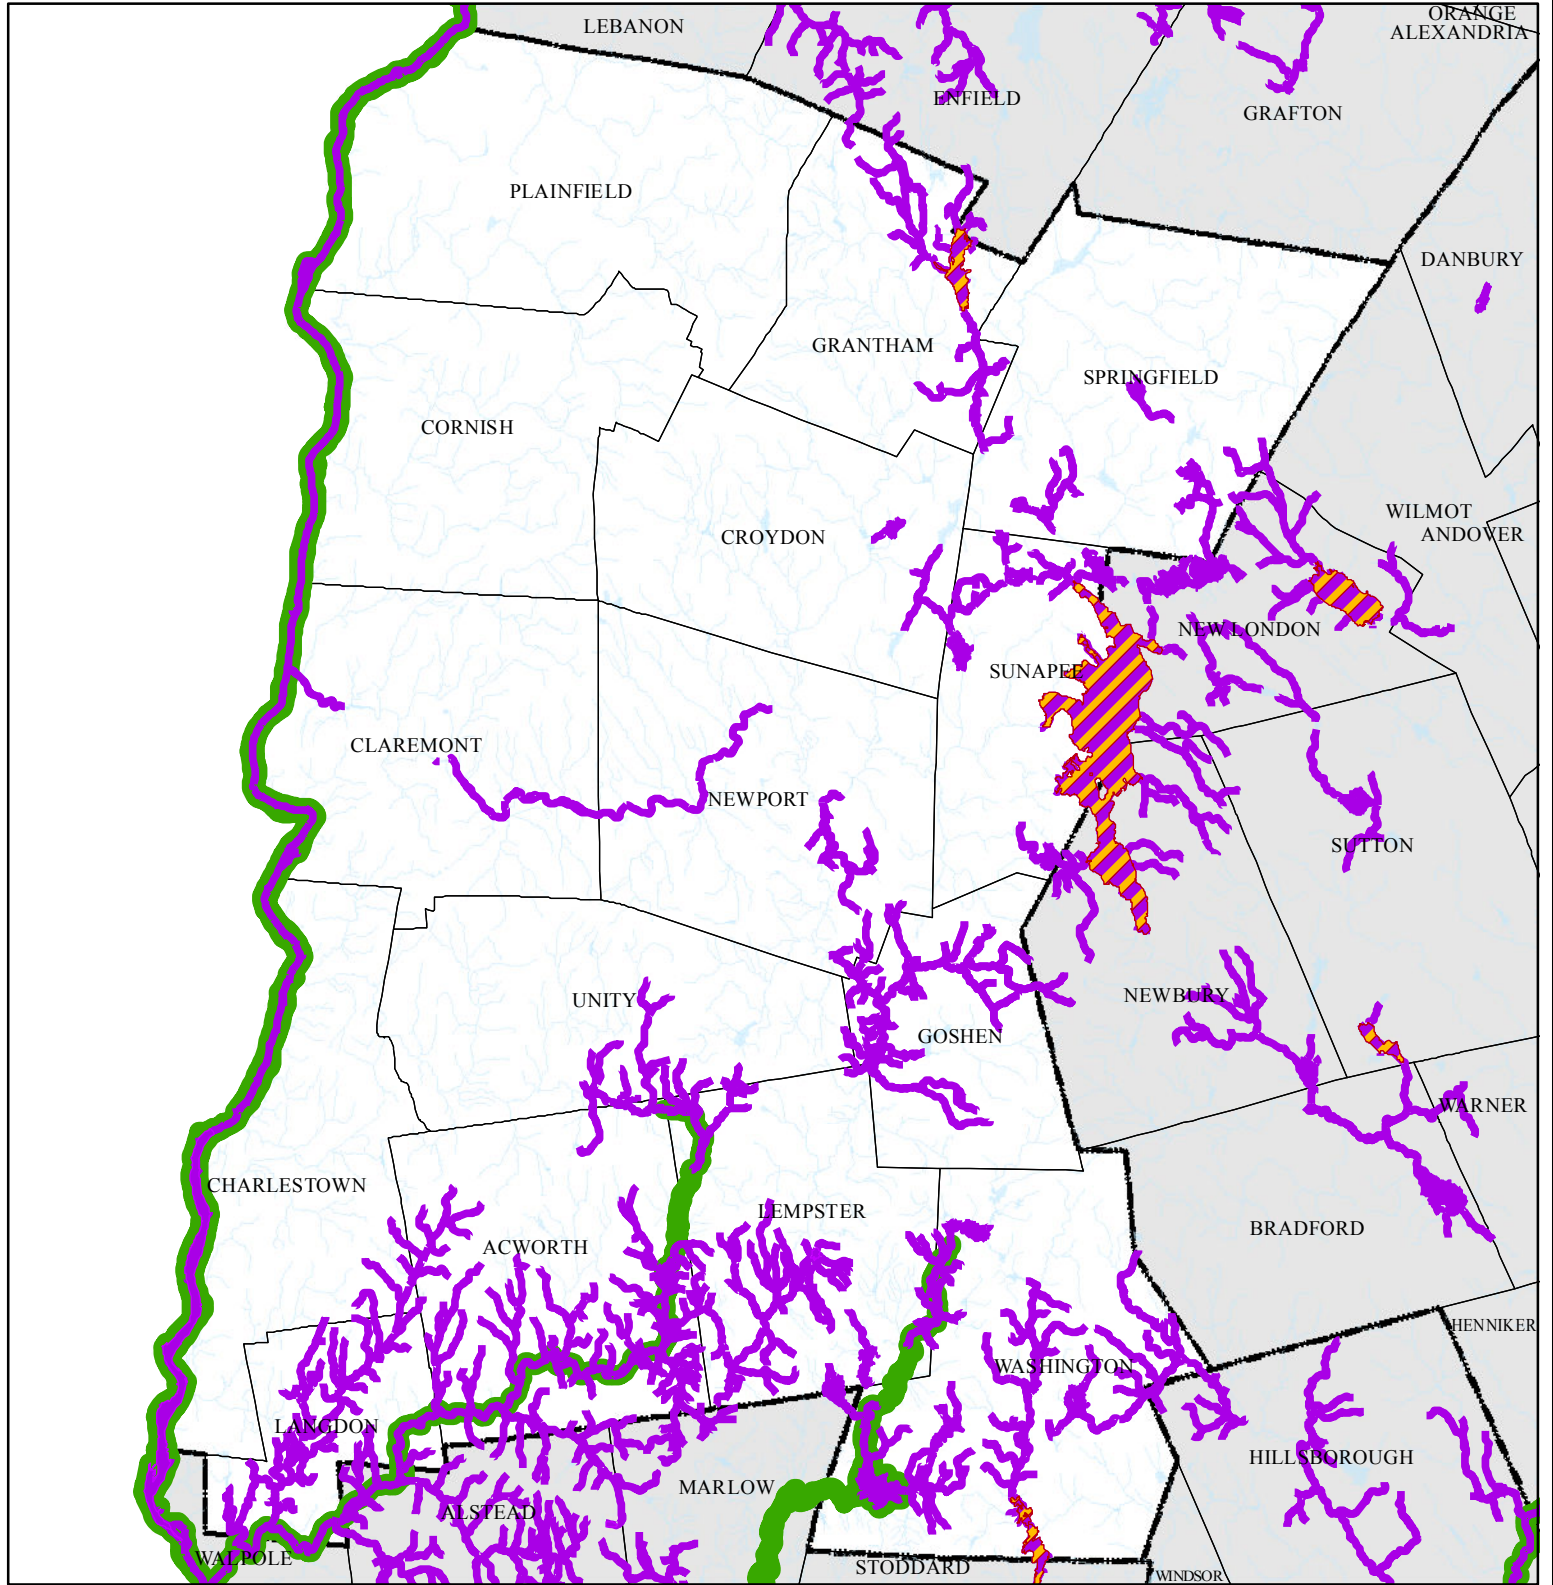 LEBANON
ORANGE
ALEXANDRIA
ENFIELD
GRAFTON
PLAINFIELD
DANBURY
GRANTHAM
SPRINGFIELD
CORNISH
WILMOT
ANDOVER
CROYDON
NEW LONDON
SUNAPEE
CLAREMONT
NEWPORT
SUTTON
UNITY
NEWBURY
GOSHEN
WARNER
CHARLESTOWN
LEMPSTER
BRADFORD
ACWORTH
HENNIKER
WASHINGTON
LANGDON
HILLSBOROUGH
MARLOW
ALSTEAD
WALPOLE
STODDARD
WINDSOR